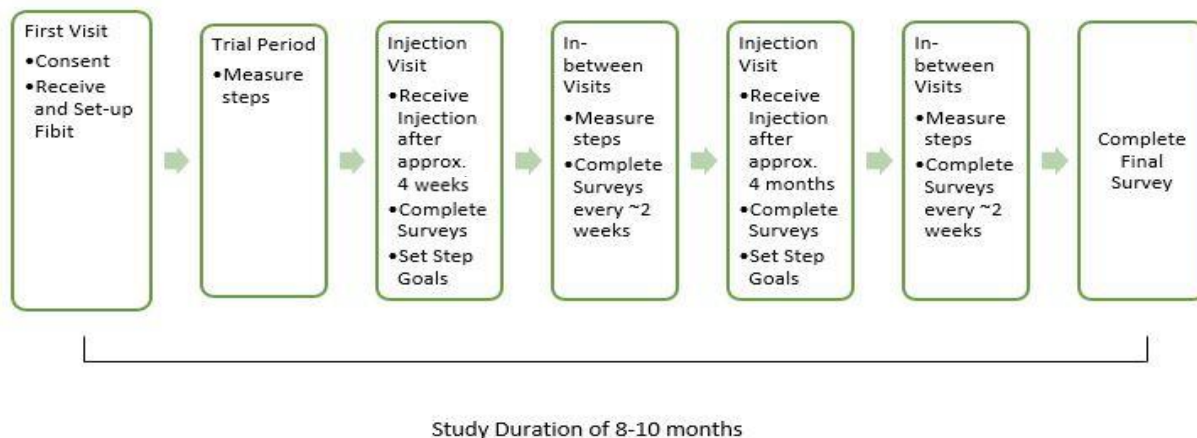 First Visit
•Consent
•Receive
and Set-up
Fibit
Trial Period
•Measure
steps
Injection
Visit
•Receive
Injection
after
approx.
4 weeks
•Complete
Surveys
•Set Step
Goals
In-
between
Visits
•Measure
steps
•Complete
Surveys
every ~2
weeks
Injection
Visit
•Receive
Injection
after
approx.
4 months
•Complete
Surveys
•Set Step
Goals
In-
between
Visits
•Measure
steps
•Complete
Surveys
every ~2
weeks
Complete
Final
Survey
Study Duration of 8-10 months